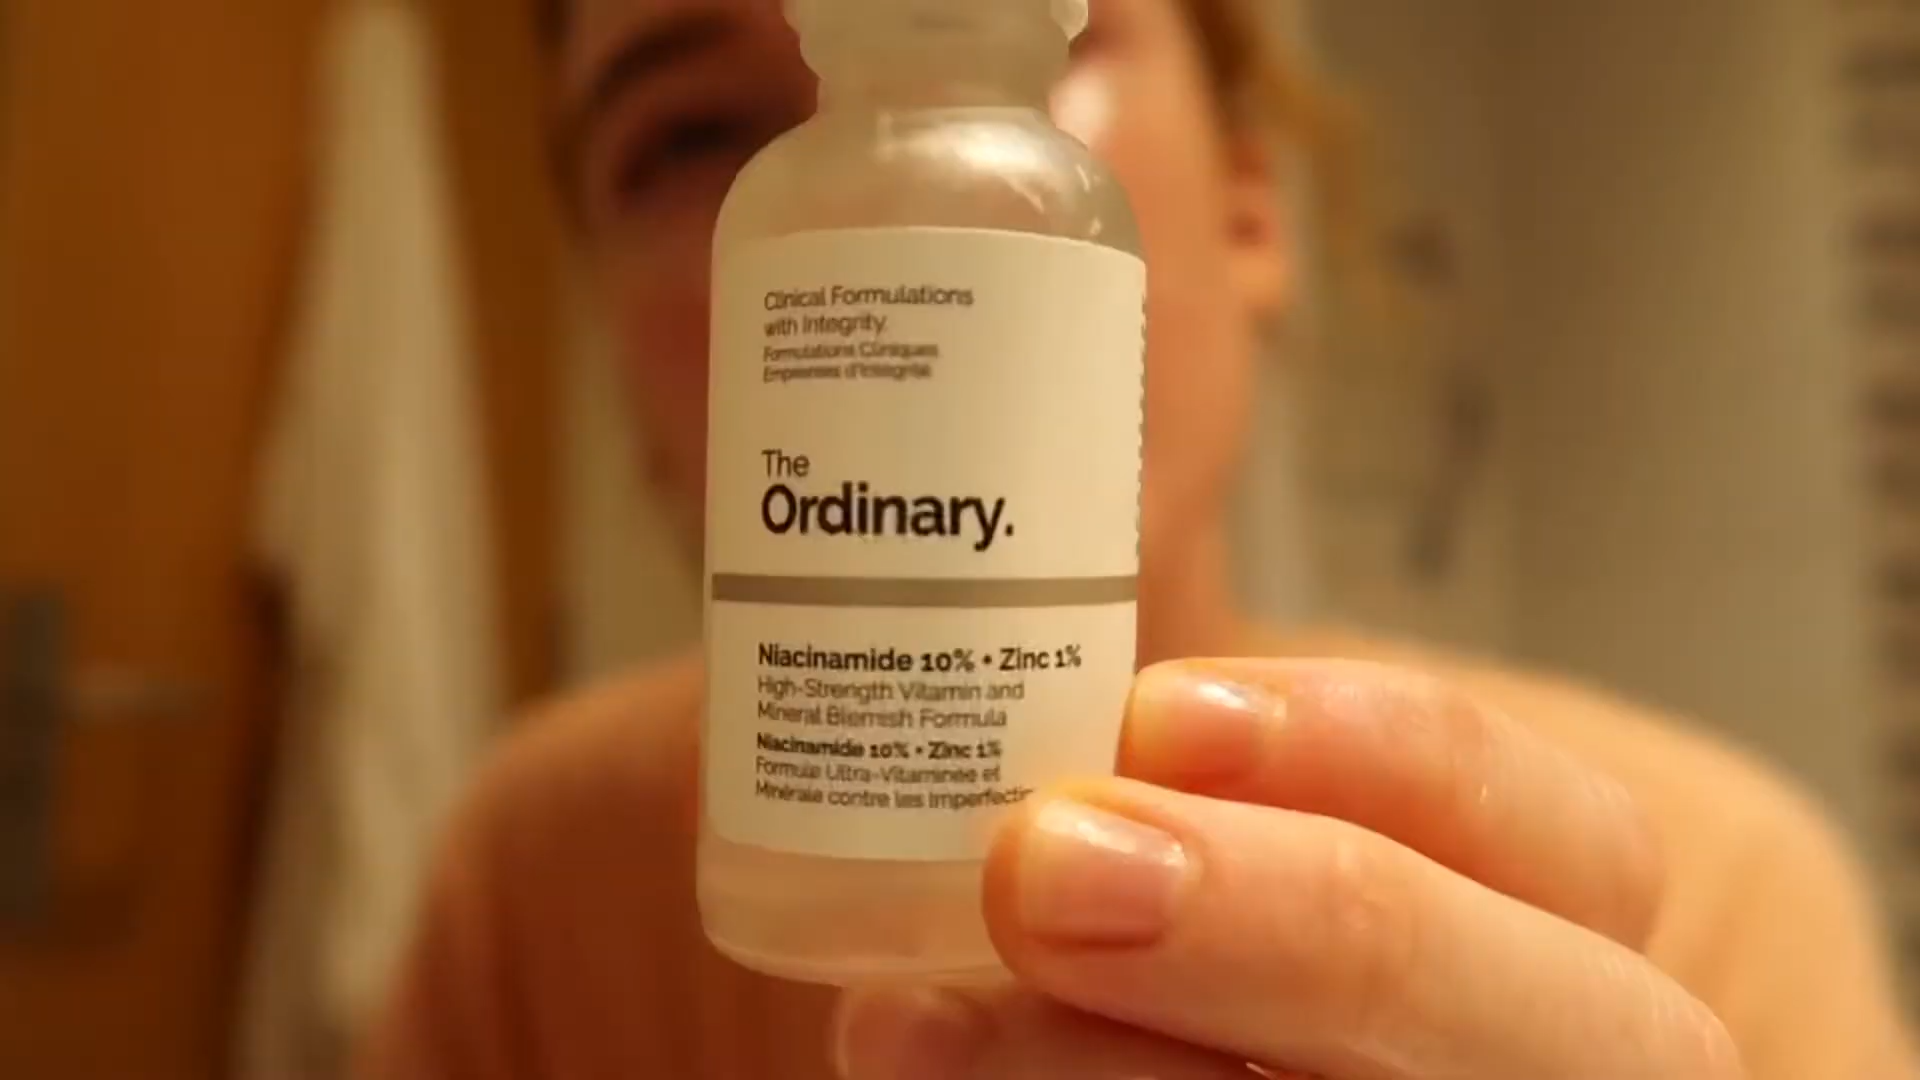 Clinical Formulations
with Integrity.
Formulations Cliniques
Empreintes d'Intégrité
The
Ordinary.
Niacinamide 10% • Zinc 1%
High-Strength Vitamin and
Mineral Blemish Formula
Niacinamide 10% • Zinc 1%
Formule Ultra-Vitaminée et
Minérale contre les